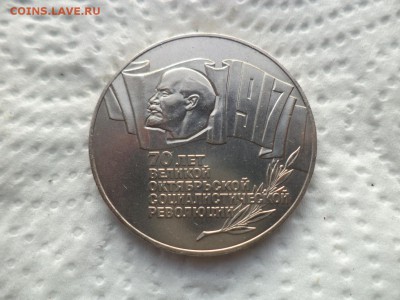 COINS.LAVE.RU
1917
70 ЛЕТ
ВЕЛИКОЙ
ОКТЯБРЬСКОЙ
СОЦИАЛИСТИЧЕСКОЙ
РЕВОЛЮЦИИ